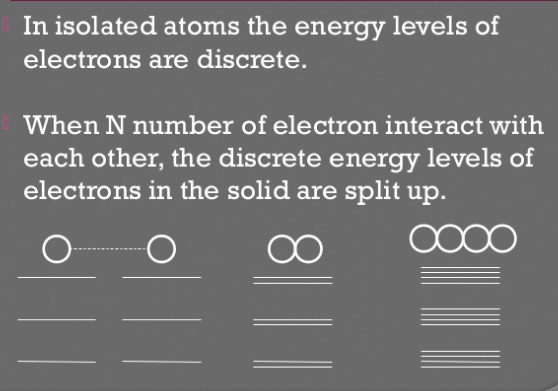 In isolated atoms the energy levels of
electrons are discrete.
When N number of electron interact with
each other, the discrete energy levels of
electrons in the solid are split up.